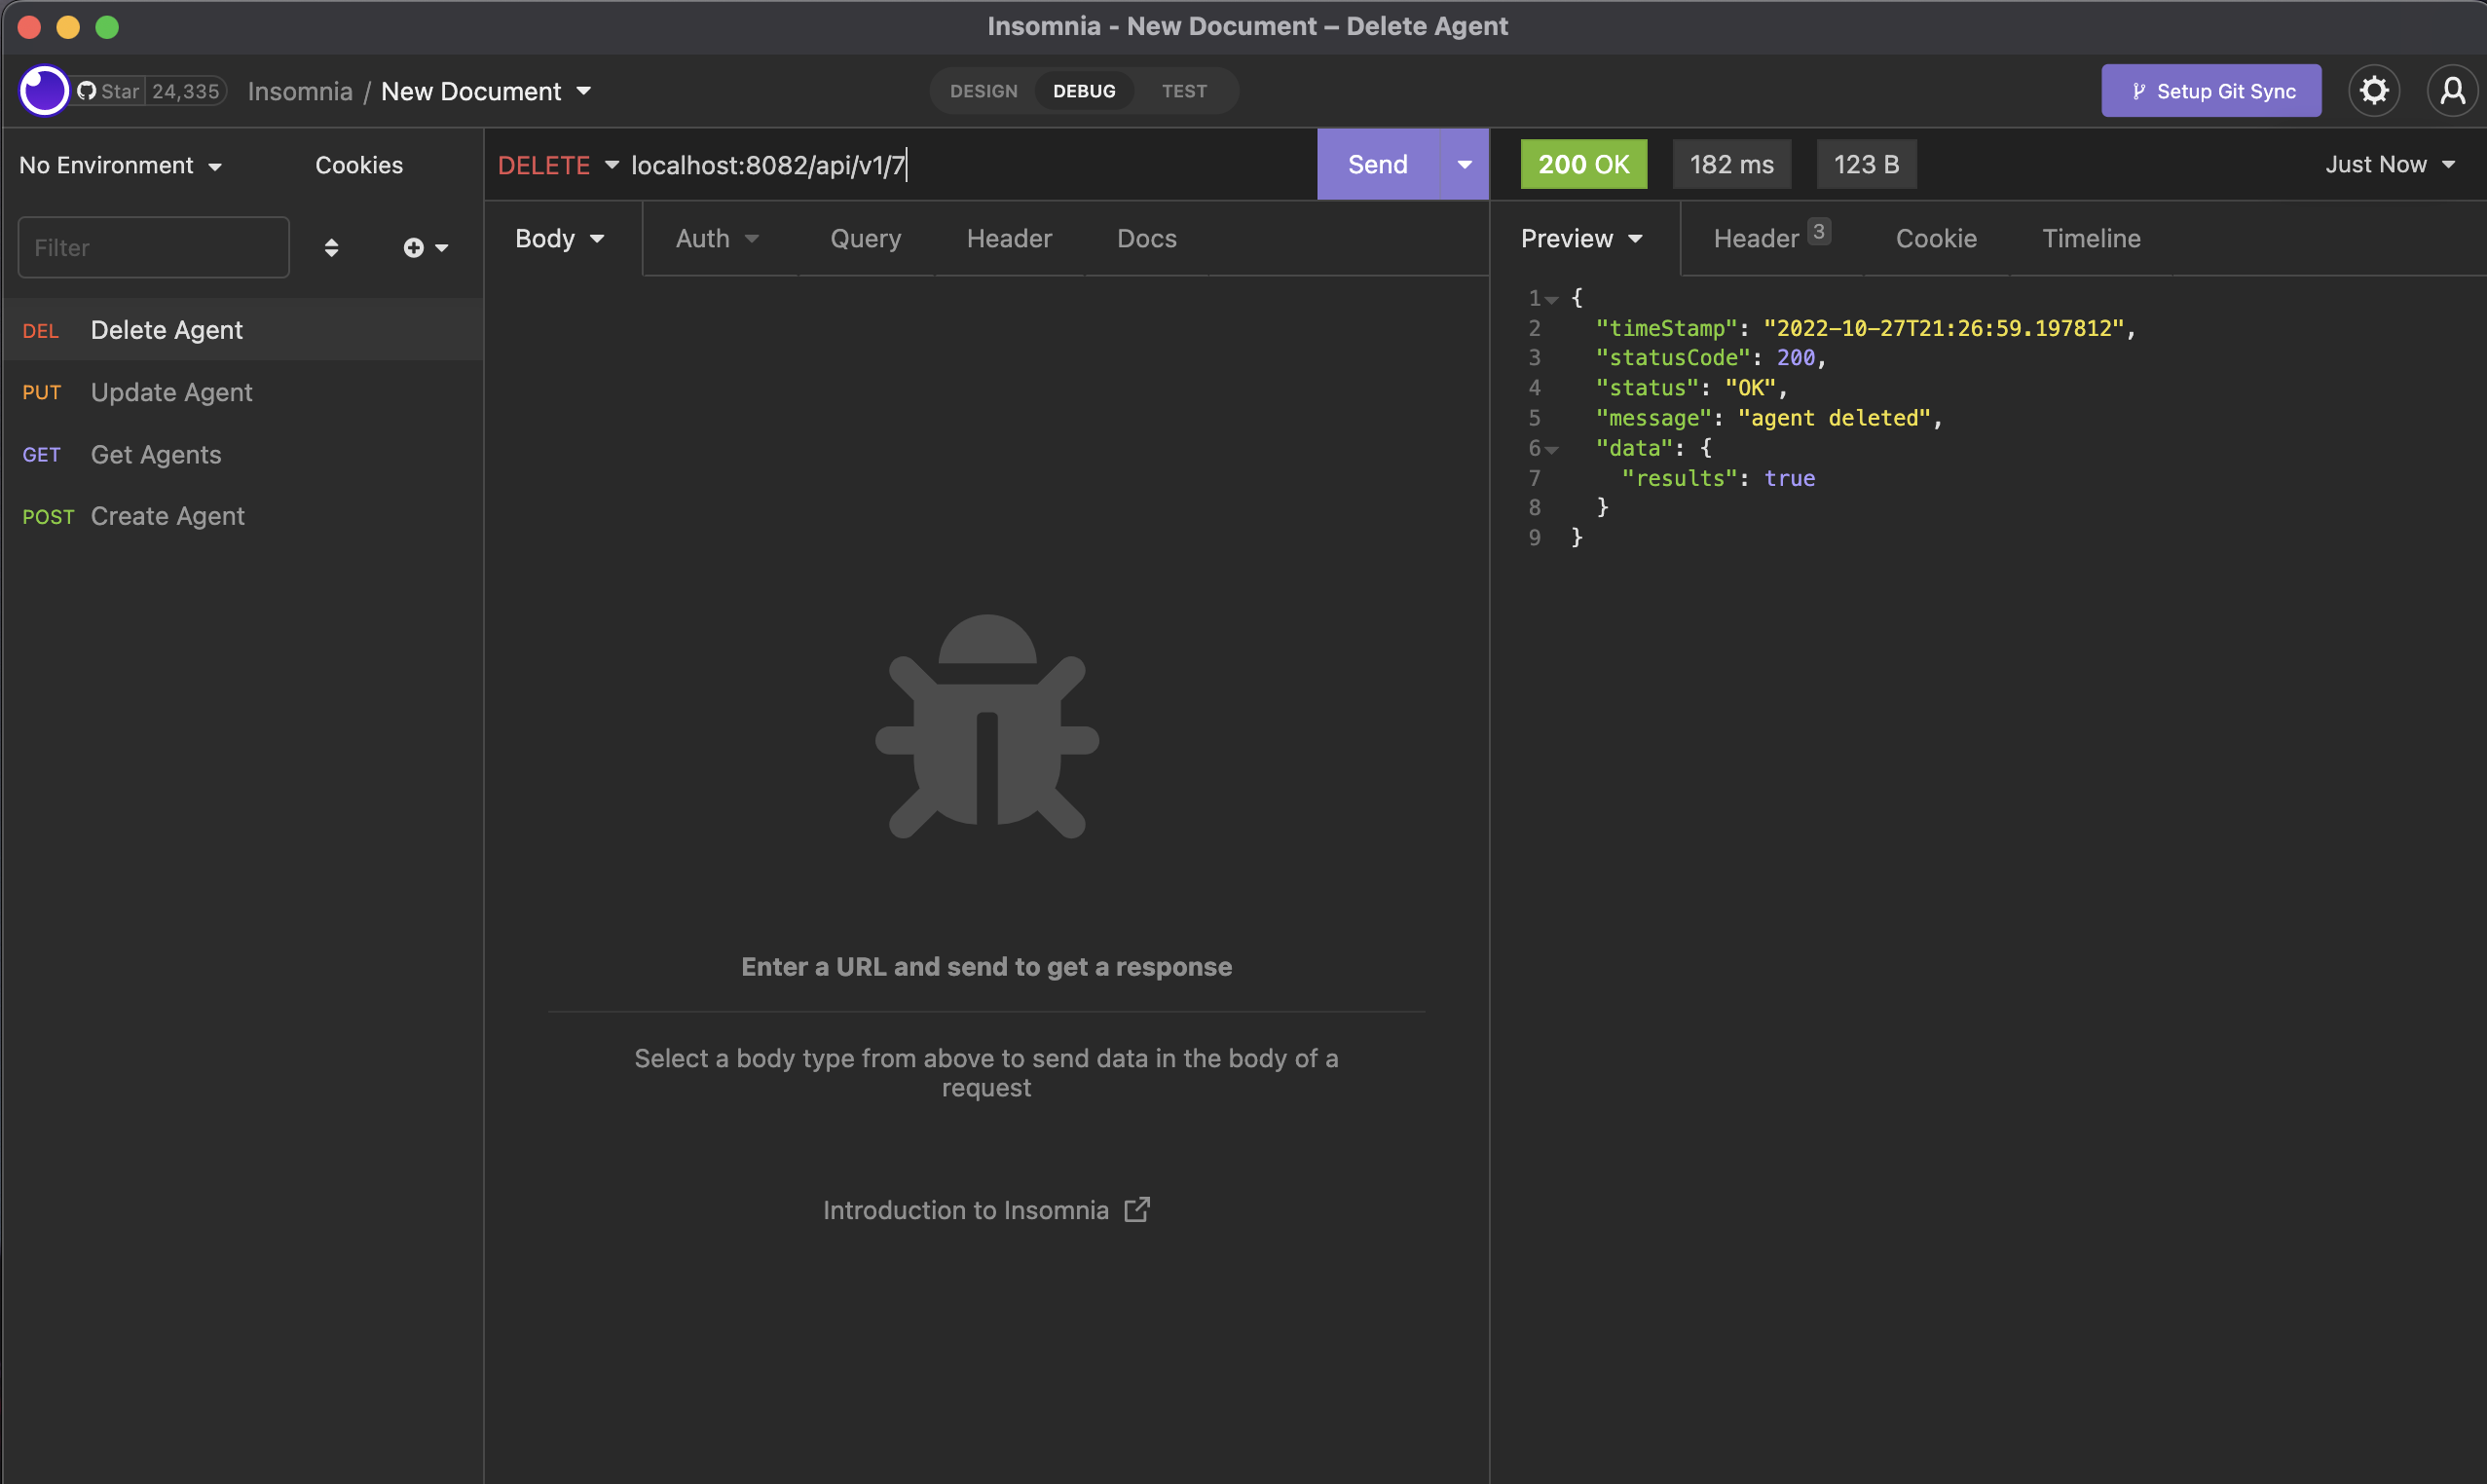 Insomnia - New Document – Delete Agent
Star 24,335 Insomnia / New Document DESIGN DEBUG TEST Setup Git Sync
No Environment Cookies
Filter
DEL Delete Agent
PUT Update Agent
GET Get Agents
POST Create Agent
DELETE localhost:8082/api/v1/7 Send
Body Auth Query Header Docs
Enter a URL and send to get a response
Select a body type from above to send data in the body of a
request
Introduction to Insomnia
200 OK 182 ms 123 B Just Now
Preview Header 3 Cookie Timeline
1 {
2 "timeStamp": "2022-10-27T21:26:59.197812",
3 "statusCode": 200,
4 "status": "OK",
5 "message": "agent deleted",
6 "data": {
7 "results": true
8 }
9 }